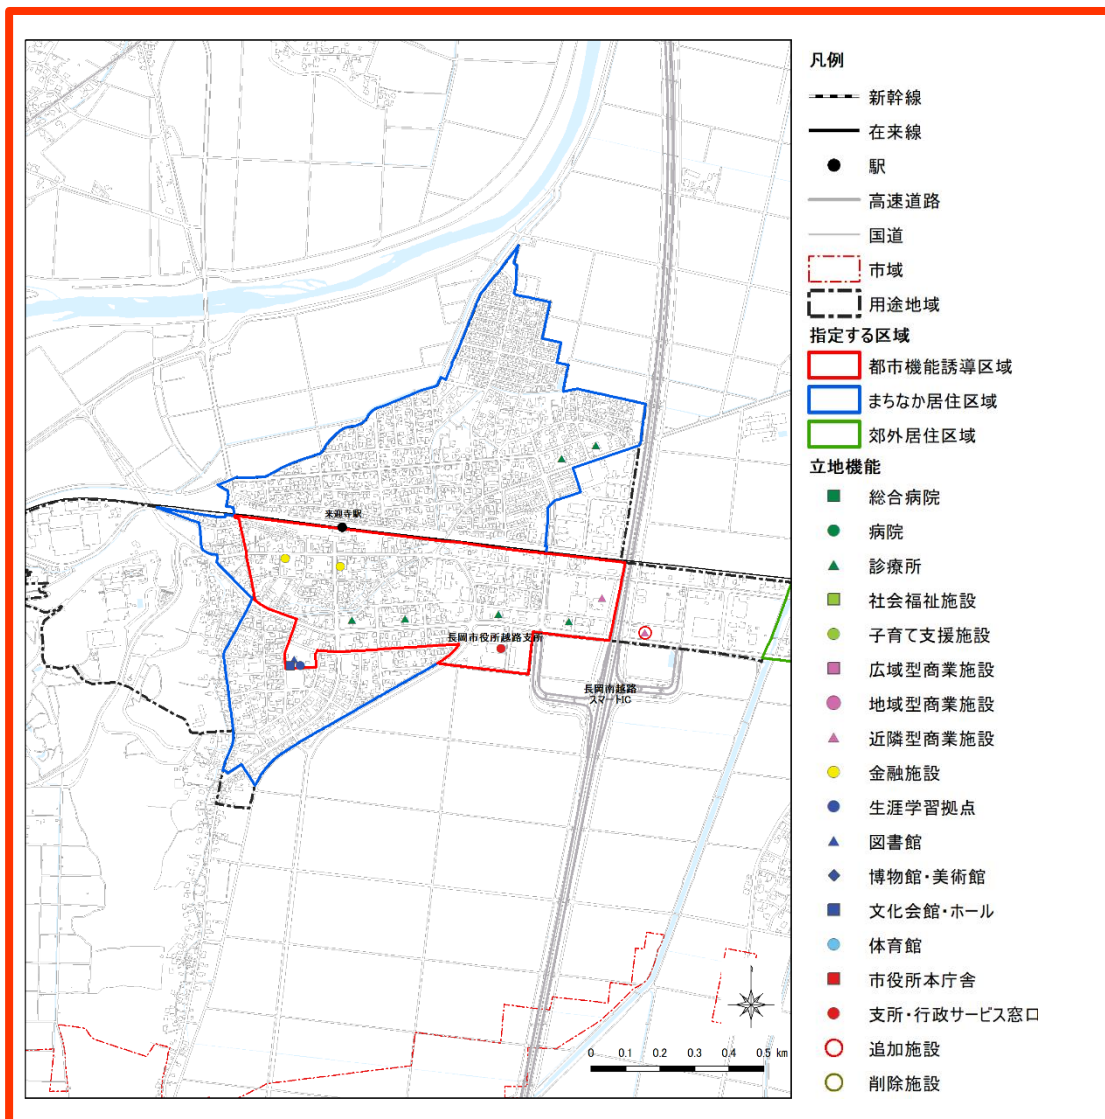 来迎寺駅
長岡市役所越路支所
長岡南越路
スマートIC
0 0.1 0.2 0.3 0.4 0.5 km
凡例
新幹線
在来線
駅
高速道路
国道
市域
用途地域
指定する区域
都市機能誘導区域
まちなか居住区域
郊外居住区域
立地機能
総合病院
病院
診療所
社会福祉施設
子育て支援施設
広域型商業施設
地域型商業施設
近隣型商業施設
金融施設
生涯学習拠点
図書館
博物館・美術館
文化会館・ホール
体育館
市役所本庁舎
支所・行政サービス窓口
追加施設
削除施設